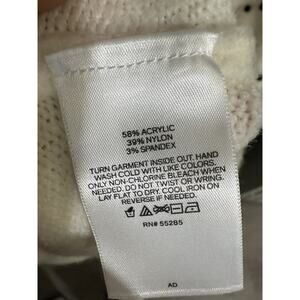 58% ACRYLIC
39% NYLON
3% SPANDEX
TURN GARMENT INSIDE OUT. HAND
WASH COLD WITH LIKE COLORS.
ONLY NON-CHLORINE BLEACH WHEN
NEEDED. DO NOT TWIST OR WRING.
LAY FLAT TO DRY. COOL IRON ON
REVERSE IF NEEDED.
RN# 55285
AD